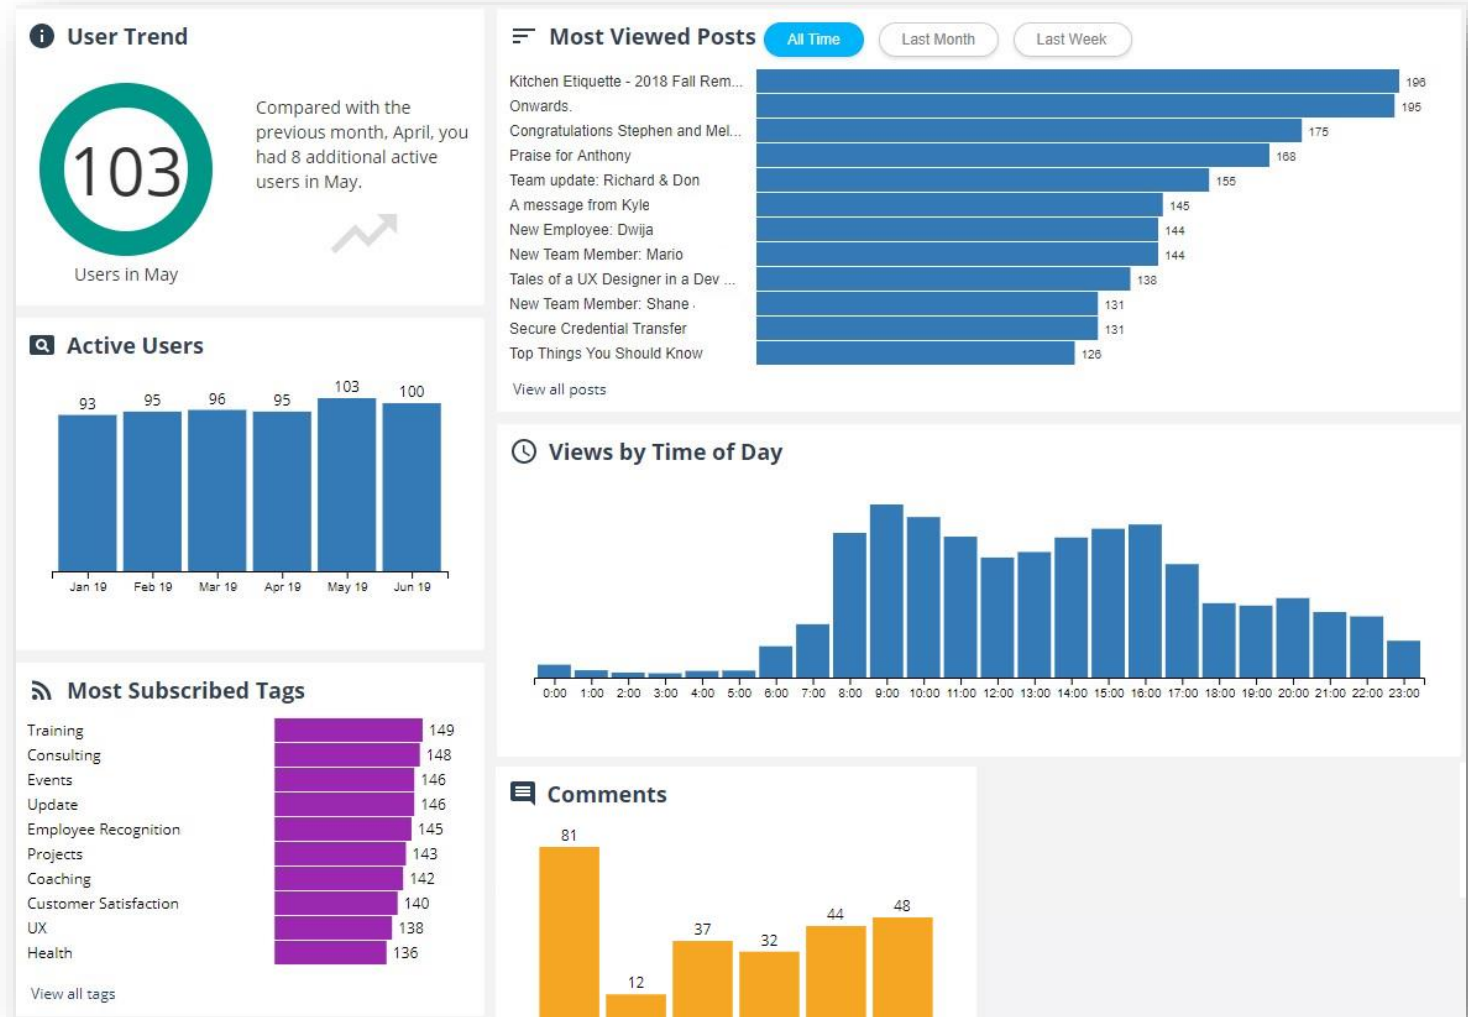 User Trend
103
Users in May
Compared with the
previous month, April, you
had 8 additional active
users in May.
Active Users
93 95 96 95 103 100
Jan 19 Feb 19 Mar 19 Apr 19 May 19 Jun 19
Most Subscribed Tags
Training 149
Consulting 148
Events 146
Update 146
Employee Recognition 145
Projects 143
Coaching 142
Customer Satisfaction 140
UX 138
Health 136
View all tags
Most Viewed Posts All Time Last Month Last Week
Kitchen Etiquette - 2018 Fall Rem... 196
Onwards. 195
Congratulations Stephen and Mel... 175
Praise for Anthony 168
Team update: Richard & Don 155
A message from Kyle 145
New Employee: Dwija 144
New Team Member: Mario 144
Tales of a UX Designer in a Dev ... 138
New Team Member: Shane . 131
Secure Credential Transfer 131
Top Things You Should Know 126
View all posts
Views by Time of Day
0:00 1:00 2:00 3:00 4:00 5:00 6:00 7:00 8:00 9:00 10:00 11:00 12:00 13:00 14:00 15:00 16:00 17:00 18:00 19:00 20:00 21:00 22:00 23:00
Comments
81 12 37 32 44 48